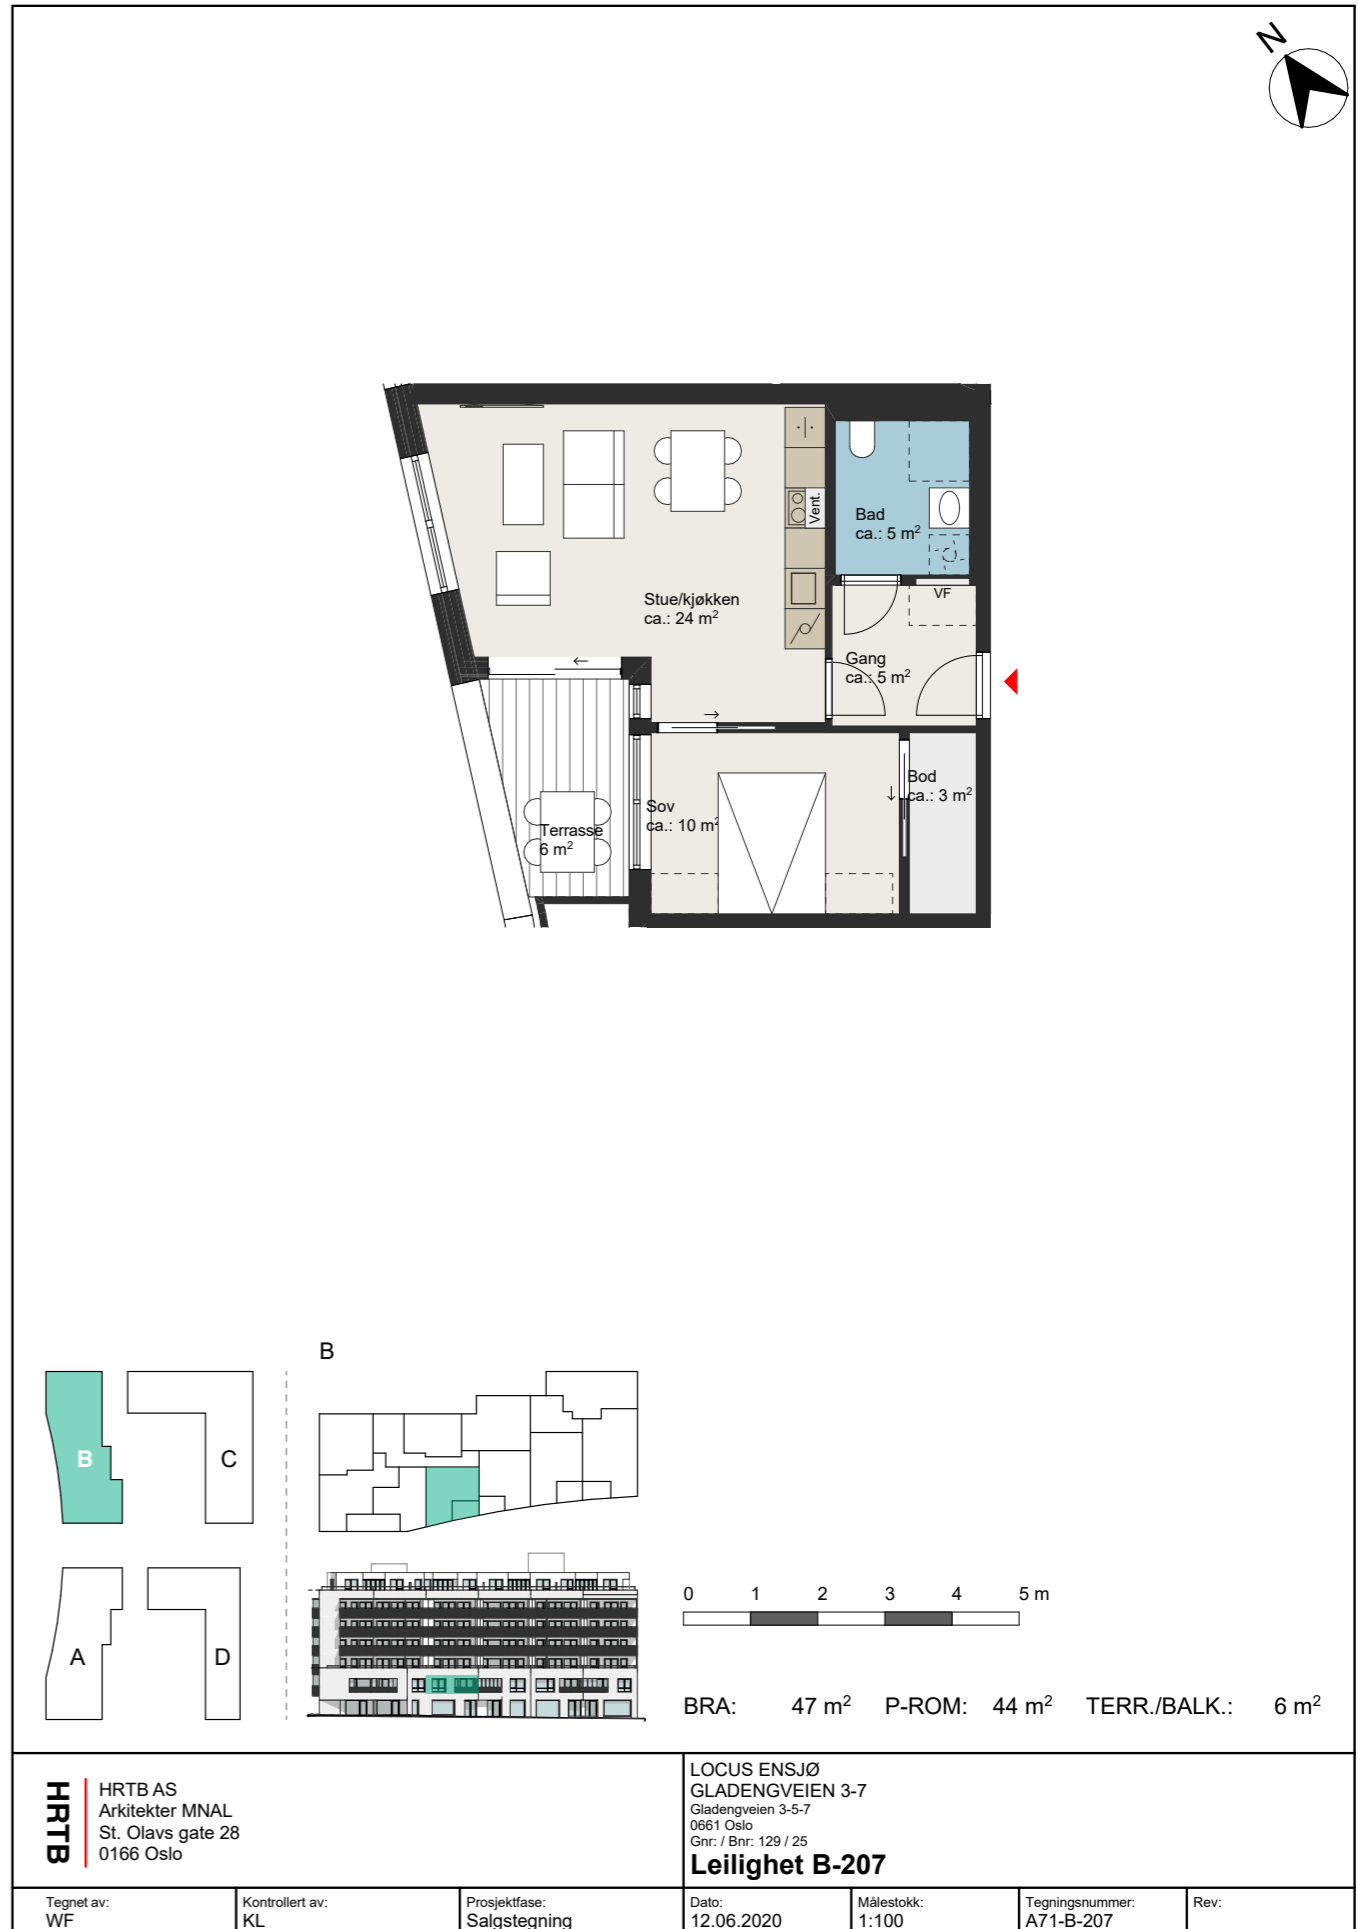 N
Vent.
Bad
ca.: 5 m²
VF
Stue/kjøkken
ca.: 24 m²
Gang
ca.: 5 m²
Bod
ca.: 3 m²
Sov
ca.: 10 m²
Terrasse
6 m²
B
B
C
A
D
0 1 2 3 4 5 m
BRA: 47 m² P-ROM: 44 m² TERR./BALK.: 6 m²
HRTB
HRTB AS
Arkitekter MNAL
St. Olavs gate 28
0166 Oslo
LOCUS ENSJØ
GLADENGVEIEN 3-7
Gladengveien 3-5-7
0661 Oslo
Gnr: / Bnr: 129 / 25
Leilighet B-207
Tegnet av:
WF
Kontrollert av:
KL
Prosjektfase:
Salgstegning
Dato:
12.06.2020
Målestokk:
1:100
Tegningsnummer:
A71-B-207
Rev: